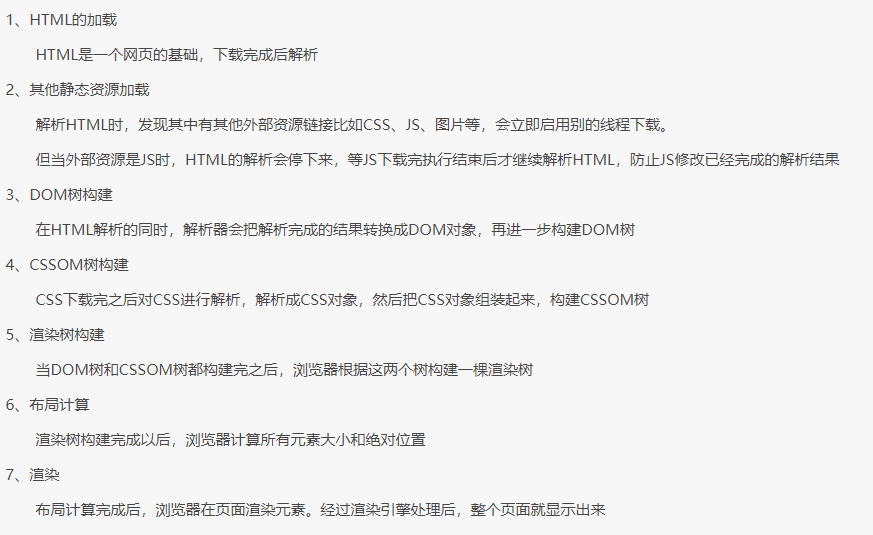 1、HTML的加载
HTML是一个网页的基础，下载完成后解析
2、其他静态资源加载
解析HTML时，发现其中有其他外部资源链接比如CSS、JS、图片等，会立即启用别的线程下载。
但当外部资源是JS时，HTML的解析会停下来，等JS下载完执行结束后才继续解析HTML，防止JS修改已经完成的解析结果
3、DOM树构建
在HTML解析的同时，解析器会把解析完成的结果转换成DOM对象，再进一步构建DOM树
4、CSSOM树构建
CSS下载完之后对CSS进行解析，解析成CSS对象，然后把CSS对象组装起来，构建CSSOM树
5、渲染树构建
当DOM树和CSSOM树都构建完之后，浏览器根据这两个树构建一棵渲染树
6、布局计算
渲染树构建完成以后，浏览器计算所有元素大小和绝对位置
7、渲染
布局计算完成后，浏览器在页面渲染元素。经过渲染引擎处理后，整个页面就显示出来